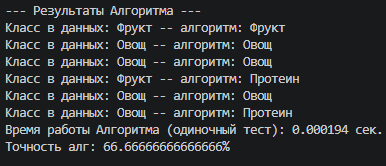 --- Результаты Алгоритма ---
Класс в данных: Фрукт -- алгоритм: Фрукт
Класс в данных: Овощ -- алгоритм: Овощ
Класс в данных: Овощ -- алгоритм: Овощ
Класс в данных: Фрукт -- алгоритм: Протеин
Класс в данных: Овощ -- алгоритм: Овощ
Класс в данных: Овощ -- алгоритм: Протеин
Время работы Алгоритма (одиночный тест): 0.000194 сек.
Точность алг: 66.66666666666666%